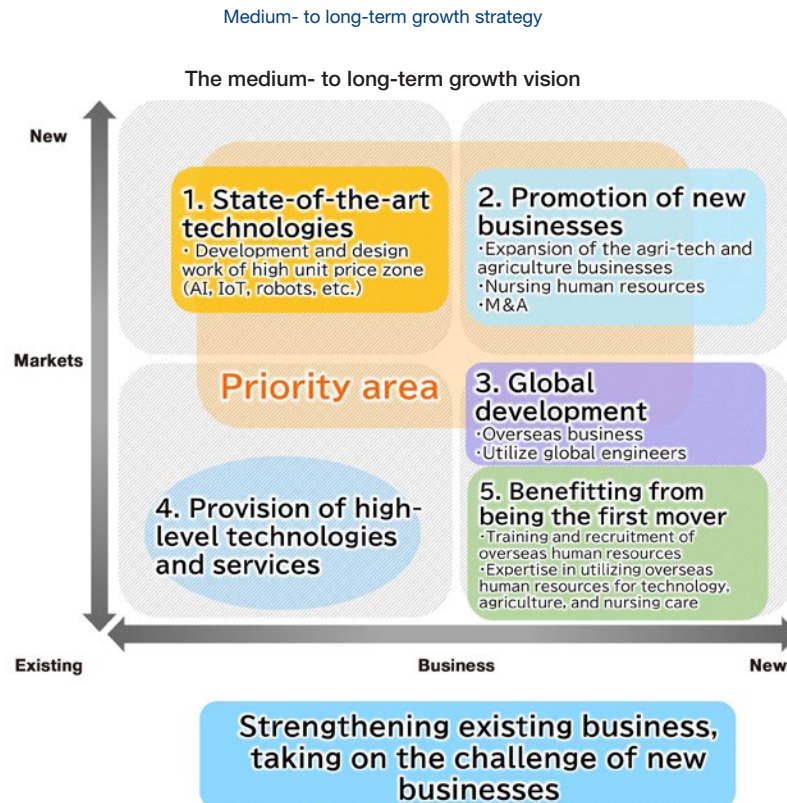 Medium- to long-term growth strategy
The medium- to long-term growth vision
New
1. State-of-the-art
technologies
・Development and design
work of high unit price zone
(AI, IoT, robots, etc.)
2. Promotion of new
businesses
・Expansion of the agri-tech and
agriculture businesses
・Nursing human resources
・M&A
Markets
Priority area
3. Global
development
・Overseas business
・Utilize global engineers
4. Provision of high-
level technologies
and services
5. Benefitting from
being the first mover
・Training and recruitment of
overseas human resources
・Expertise in utilizing overseas
human resources for technology,
agriculture, and nursing care
Existing
Business
New
Strengthening existing business,
taking on the challenge of new
businesses